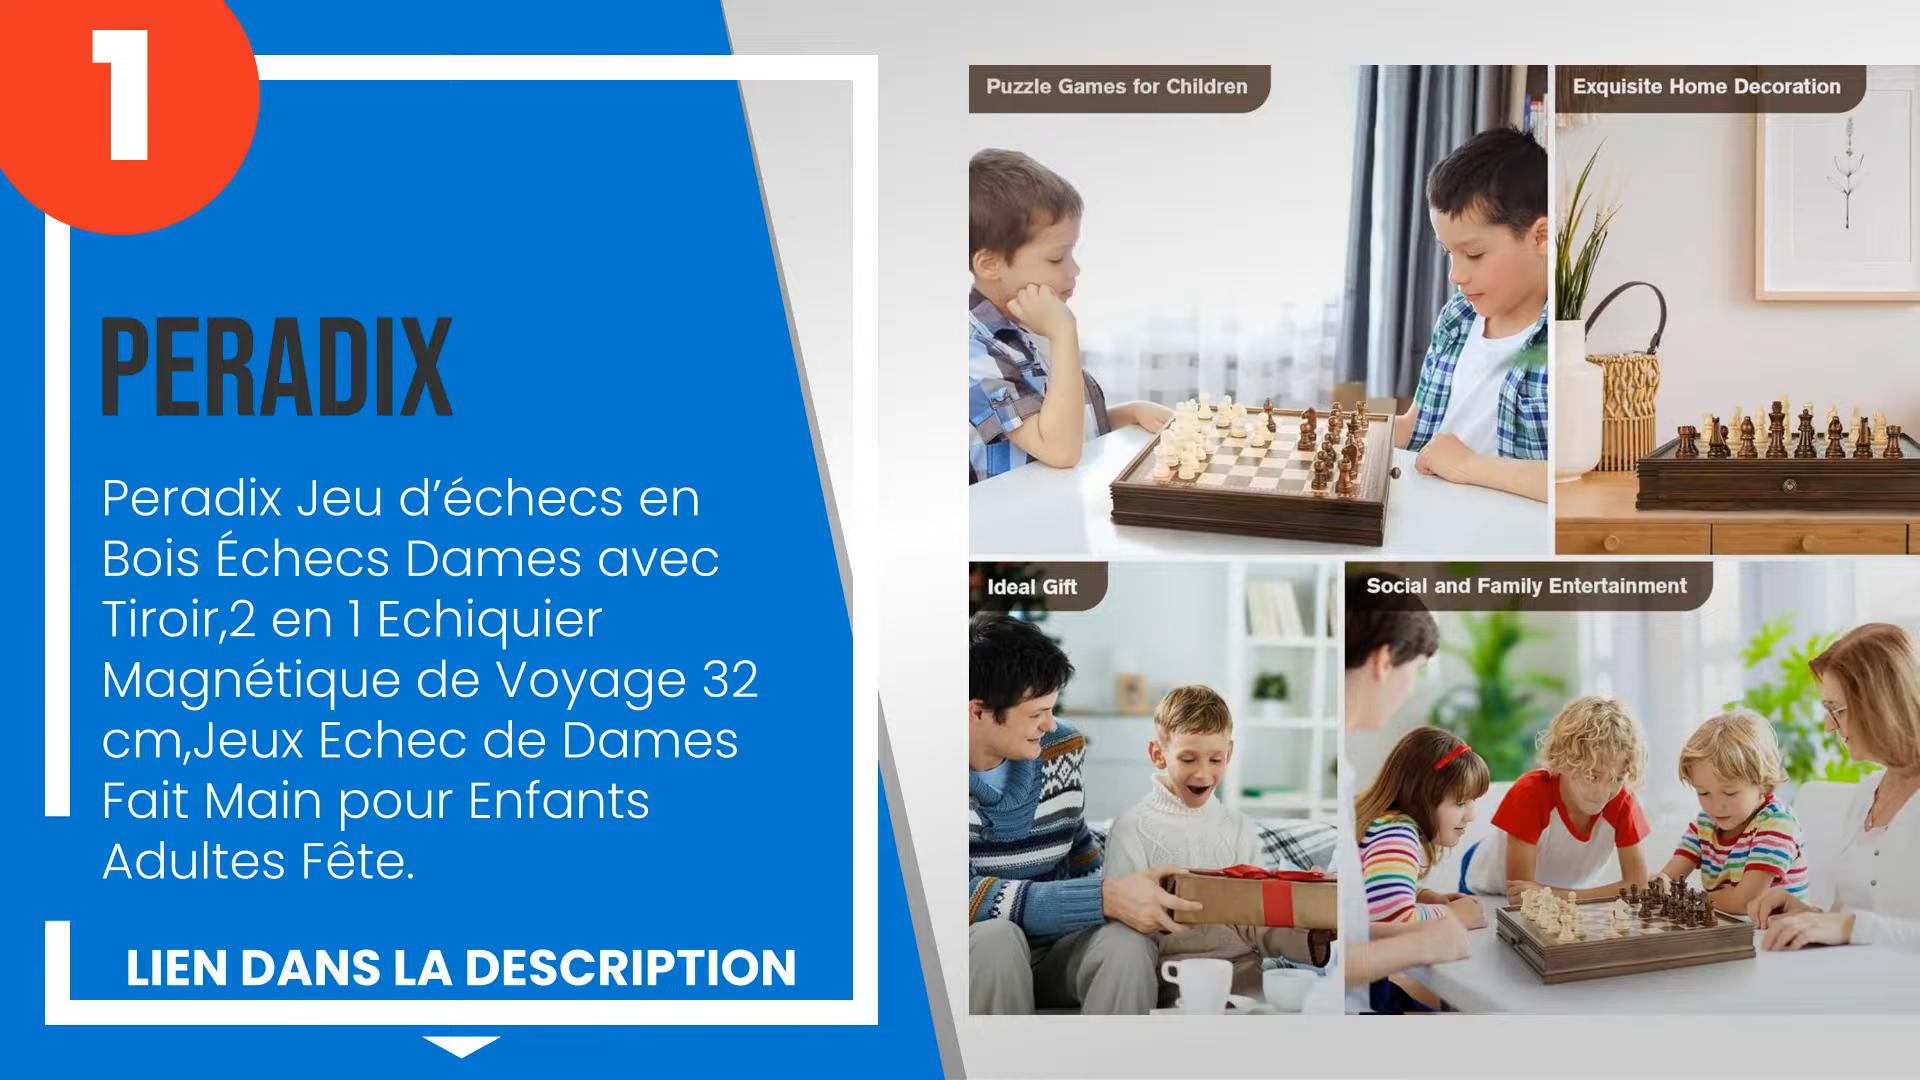 1
PERADIX
Peradix Jeu d’échecs en
Bois Échecs Dames avec
Tiroir,2 en 1 Echiquier
Magnétique de Voyage 32
cm,Jeux Echec de Dames
Fait Main pour Enfants
Adultes Fête.
LIEN DANS LA DESCRIPTION
Puzzle Games for Children
Exquisite Home Decoration
Ideal Gift
Social and Family Entertainment